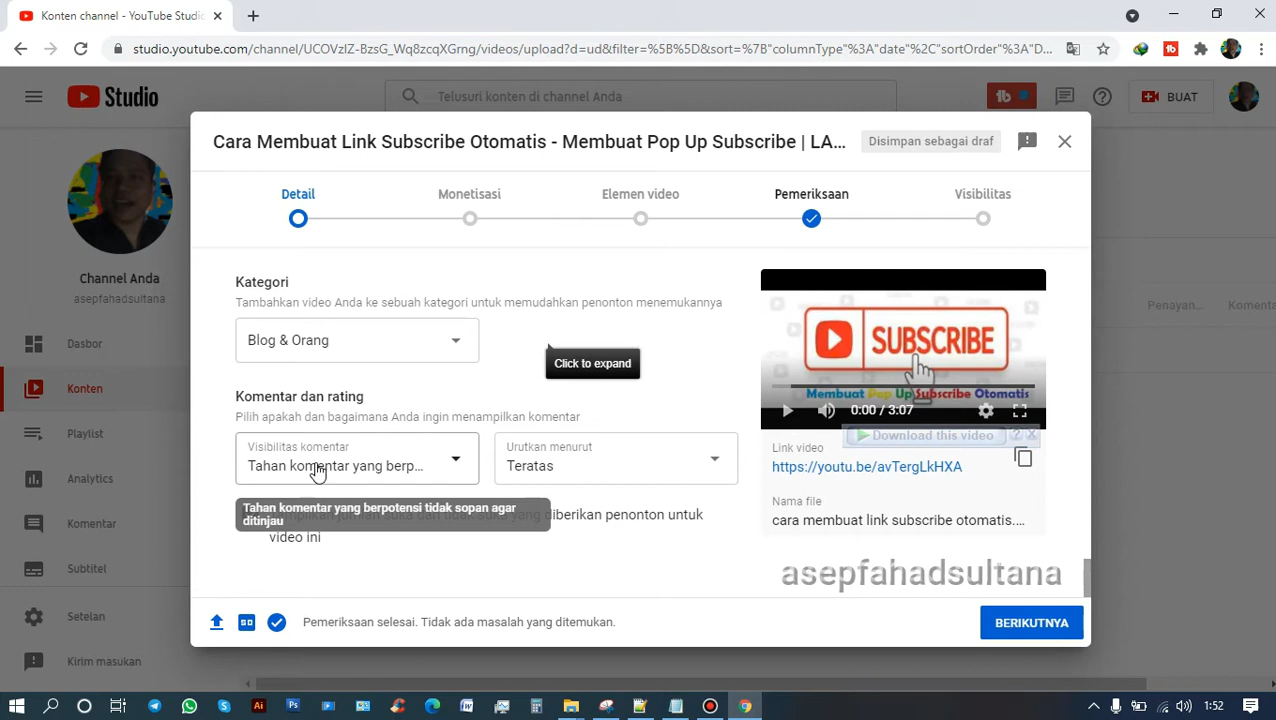 Konten channel - YouTube Studio
studio.youtube.com/channel/UCOVzIZ-BzsG_Wq8zcqXGrng/videos/upload?d=ud&filter=%5B%5D&sort=%7B"columnType"%3A"date"%2C"sortOrder"%3A"D...
Studio
Telusuri konten di channel Anda
BUAT
Cara Membuat Link Subscribe Otomatis - Membuat Pop Up Subscribe | LA...
Disimpan sebagai draf
Detail
Monetisasi
Elemen video
Pemeriksaan
Visibilitas
Channel Anda
asepfahadsultana
Dasbor
Konten
Playlist
Analytics
Komentar
Subtitel
Setelan
Kirim masukan
Kategori
Tambahkan video Anda ke sebuah kategori untuk memudahkan penonton menemukannya
Blog & Orang
Click to expand
Komentar dan rating
Pilih apakah dan bagaimana Anda ingin menampilkan komentar
Visibilitas komentar
Tahan komentar yang berp...
Urutkan menurut
Teratas
Tahan komentar yang berpotensi tidak sopan agar
ditinjau
diberikan penonton untuk
video ini
SUBSCRIBE
Membuat Pop Up Subscribe Otomatis
0:00 / 3:07
Download this video
Link video
https://youtu.be/avTergLkHXA
Nama file
cara membuat link subscribe otomatis....
asepfahadsultana
Penayan...
Komenta
SD
Pemeriksaan selesai. Tidak ada masalah yang ditemukan.
BERIKUTNYA
1:52